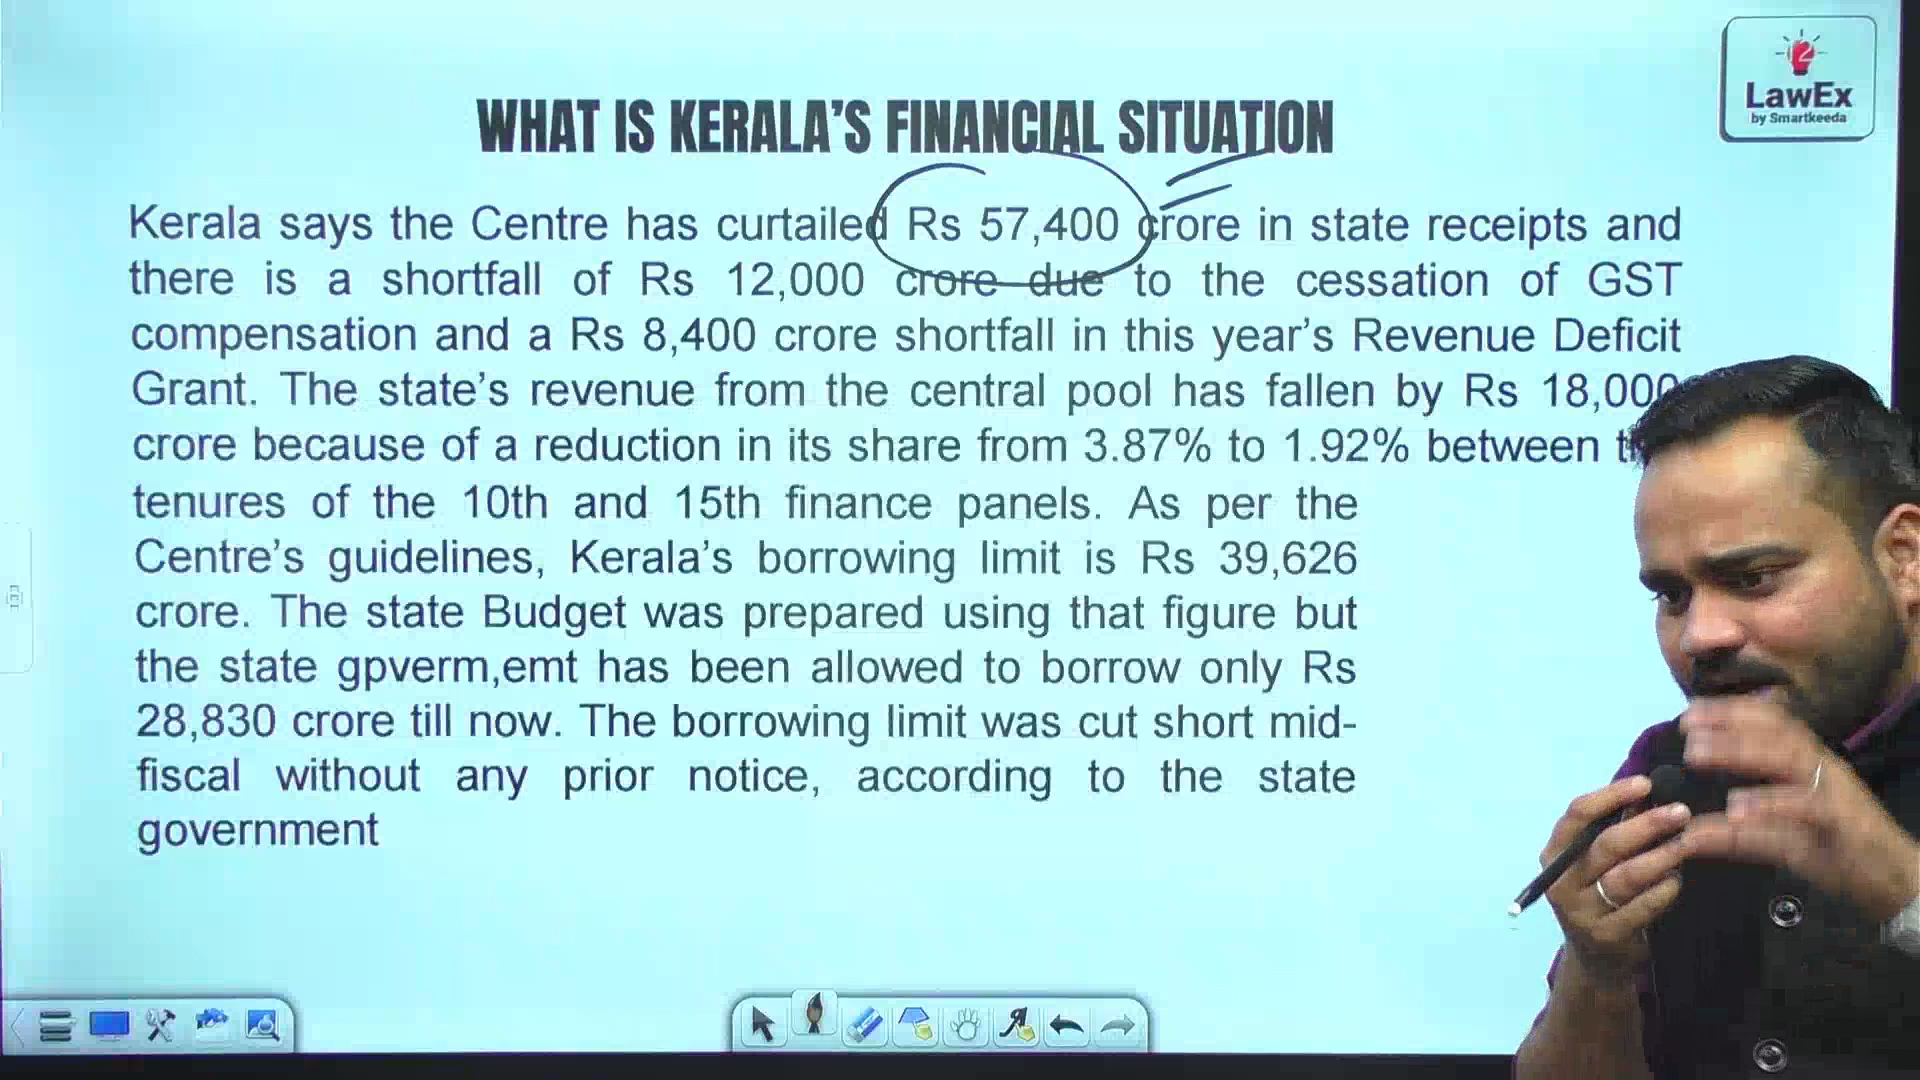 LawEx
by Smartkeeda
WHAT IS KERALA'S FINANCIAL SITUATION
Kerala says the Centre has curtailed Rs 57,400 crore in state receipts and
there is a shortfall of Rs 12,000 crore due to the cessation of GST
compensation and a Rs 8,400 crore shortfall in this year's Revenue Deficit
Grant. The state's revenue from the central pool has fallen by Rs 18,000
crore because of a reduction in its share from 3.87% to 1.92% between
tenures of the 10th and 15th finance panels. As per the
Centre's guidelines, Kerala's borrowing limit is Rs 39,626
crore. The state Budget was prepared using that figure but
the state gpverm,emt has been allowed to borrow only Rs
28,830 crore till now. The borrowing limit was cut short mid-
fiscal without any prior notice, according to the state
government